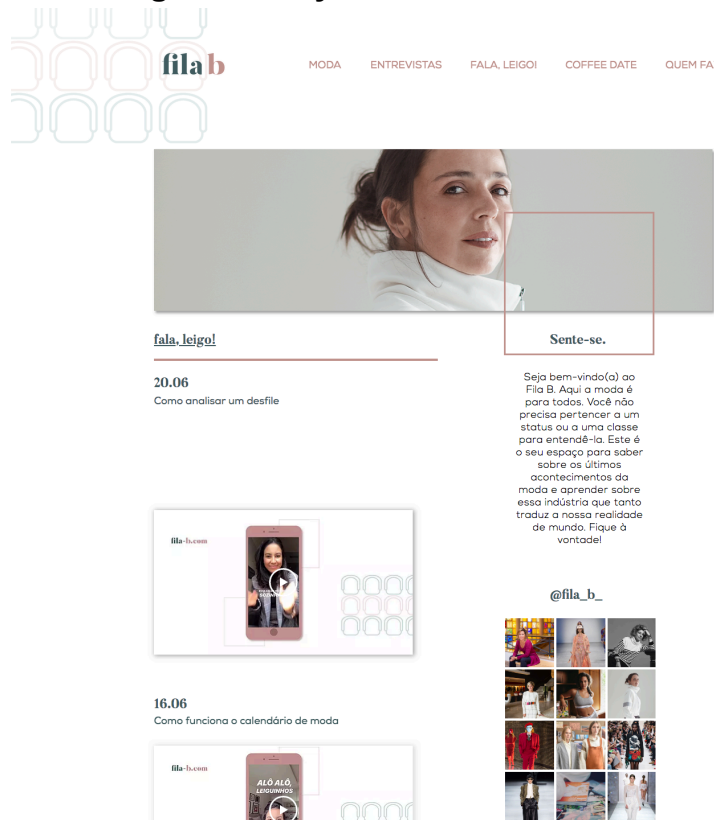 filab
MODA
ENTREVISTAS
FALA, LEIGO!
COFFEE DATE
QUEM FA
fala, leigo!
20.06
Como analisar um desfile
fila-b.com
16.06
Como funciona o calendário de moda
fila-b.com
ALÔ ALÔ,
LEIGUINHOS
Sente-se.
Seja bem-vindo(a) ao
Fila B. Aqui a moda é
para todos. Você não
precisa pertencer a um
status ou a uma classe
para entendê-la. Este é
o seu espaço para saber
sobre os últimos
acontecimentos da
moda e aprender sobre
essa indústria que tanto
traduz a nossa realidade
de mundo. Fique à
vontade!
@fila_b_